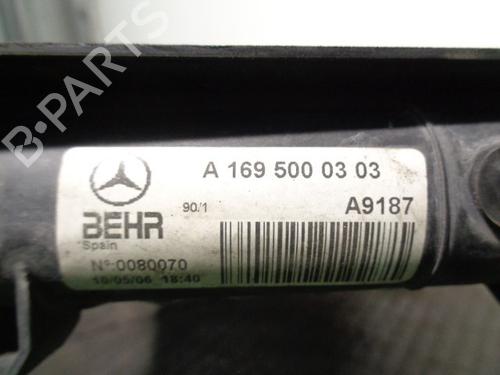 B-PARTS
A 169 500 03 03
90/1
A9187
BEHR
Spain
Nº 0080070
10/05/06 18:40